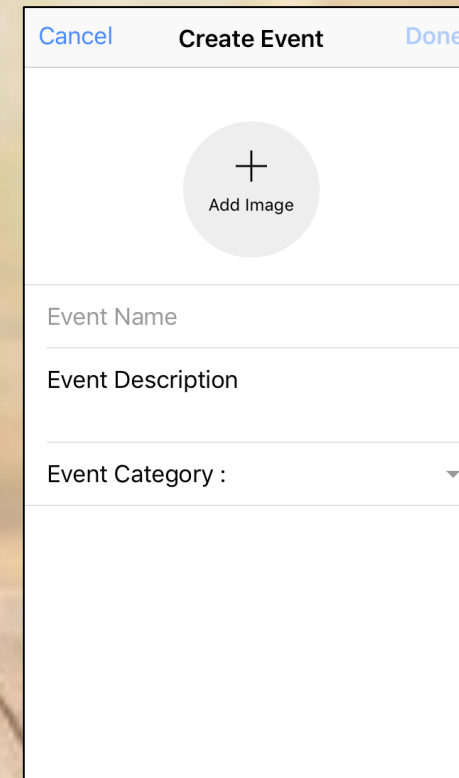 Cancel Create Event Done
Add Image
Event Name
Event Description
Event Category :